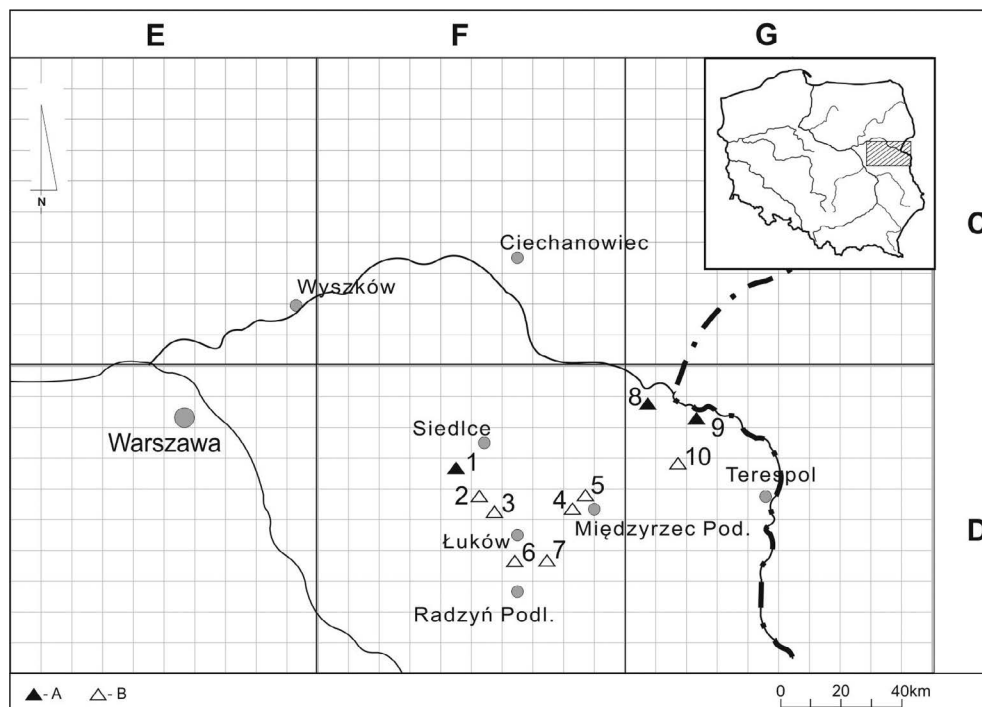 E F G
C
Ciechanowiec
Wyszków
N
8
9
Siedlce
Warszawa
1
10
Terespol
2
3
4
5
Międzyrzec Pod.
Łuków
6
7
D
Radzyń Podl.
- A - B
0 20 40km